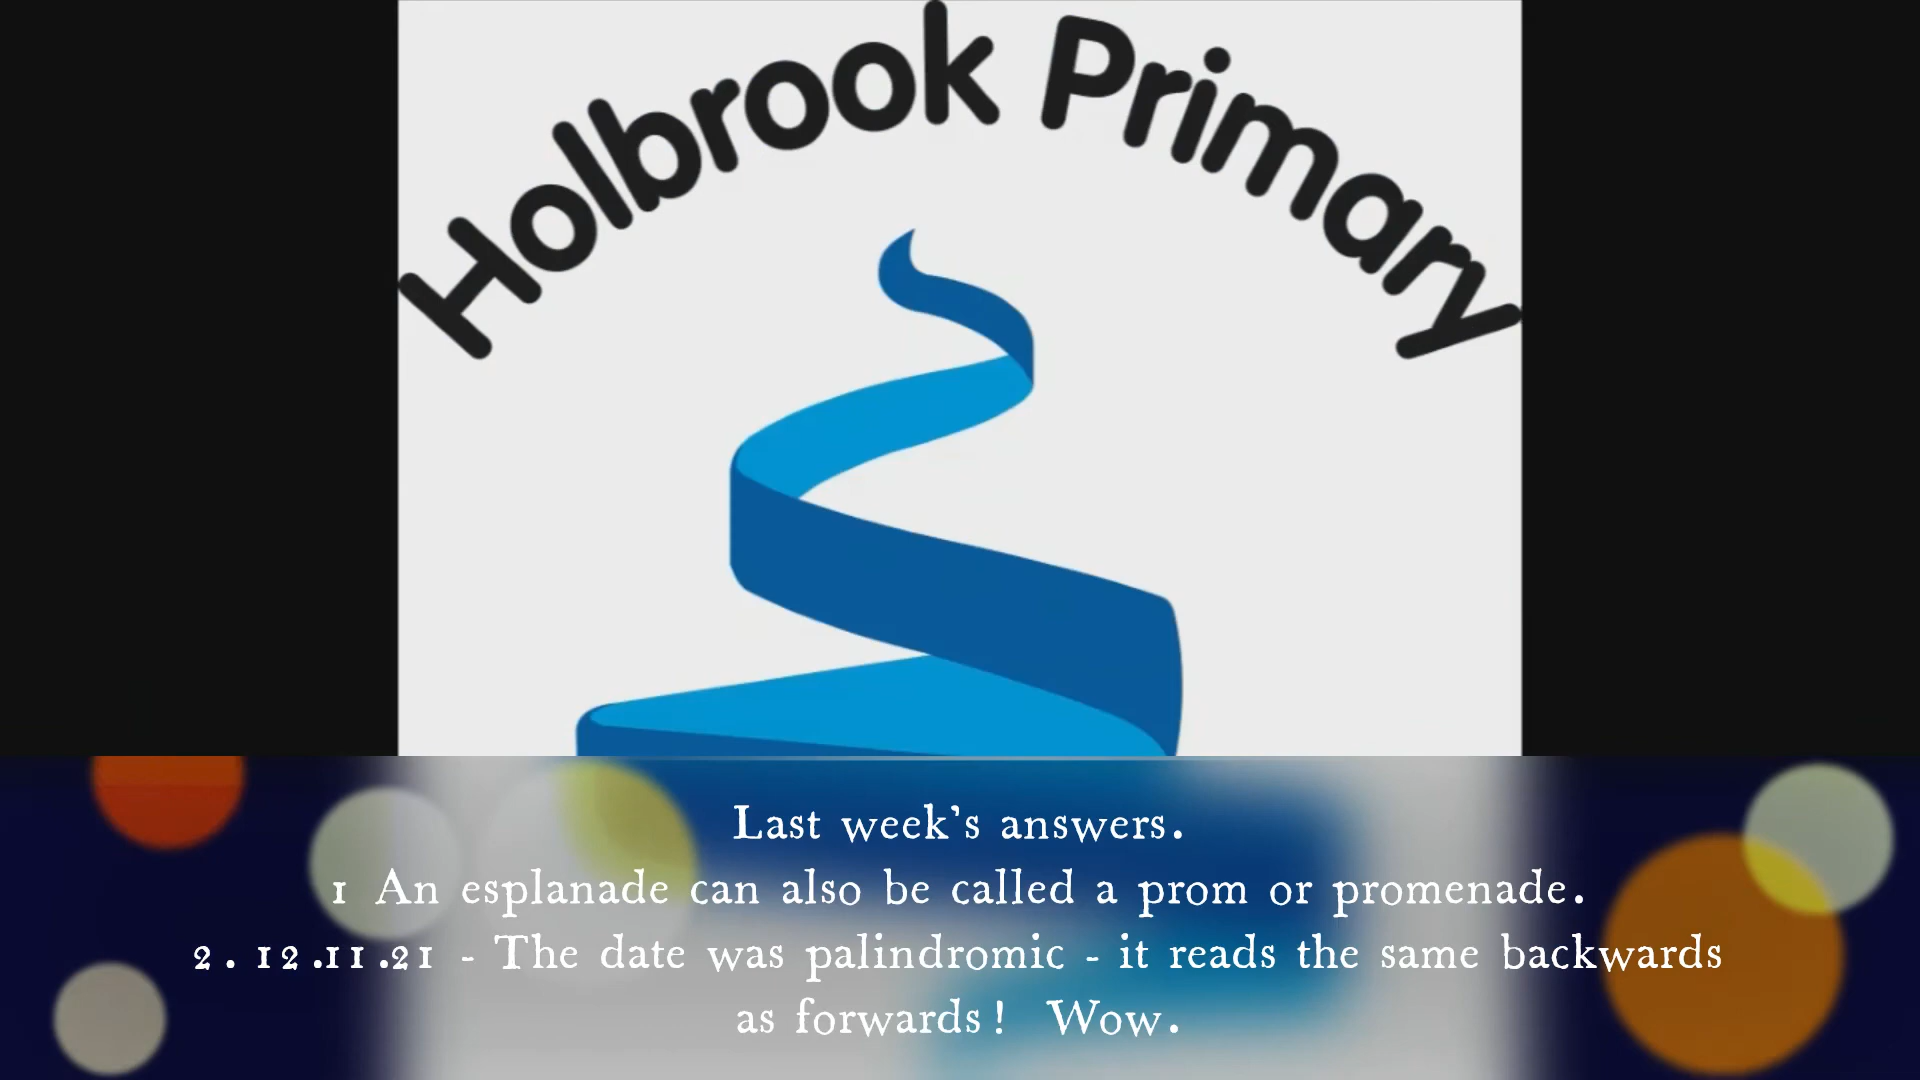 Holbrook Primary
Last week's answers.
1 An esplanade can also be called a prom or promenade.
2. 12.11.21 - The date was palindromic - it reads the same backwards
as forwards! Wow.